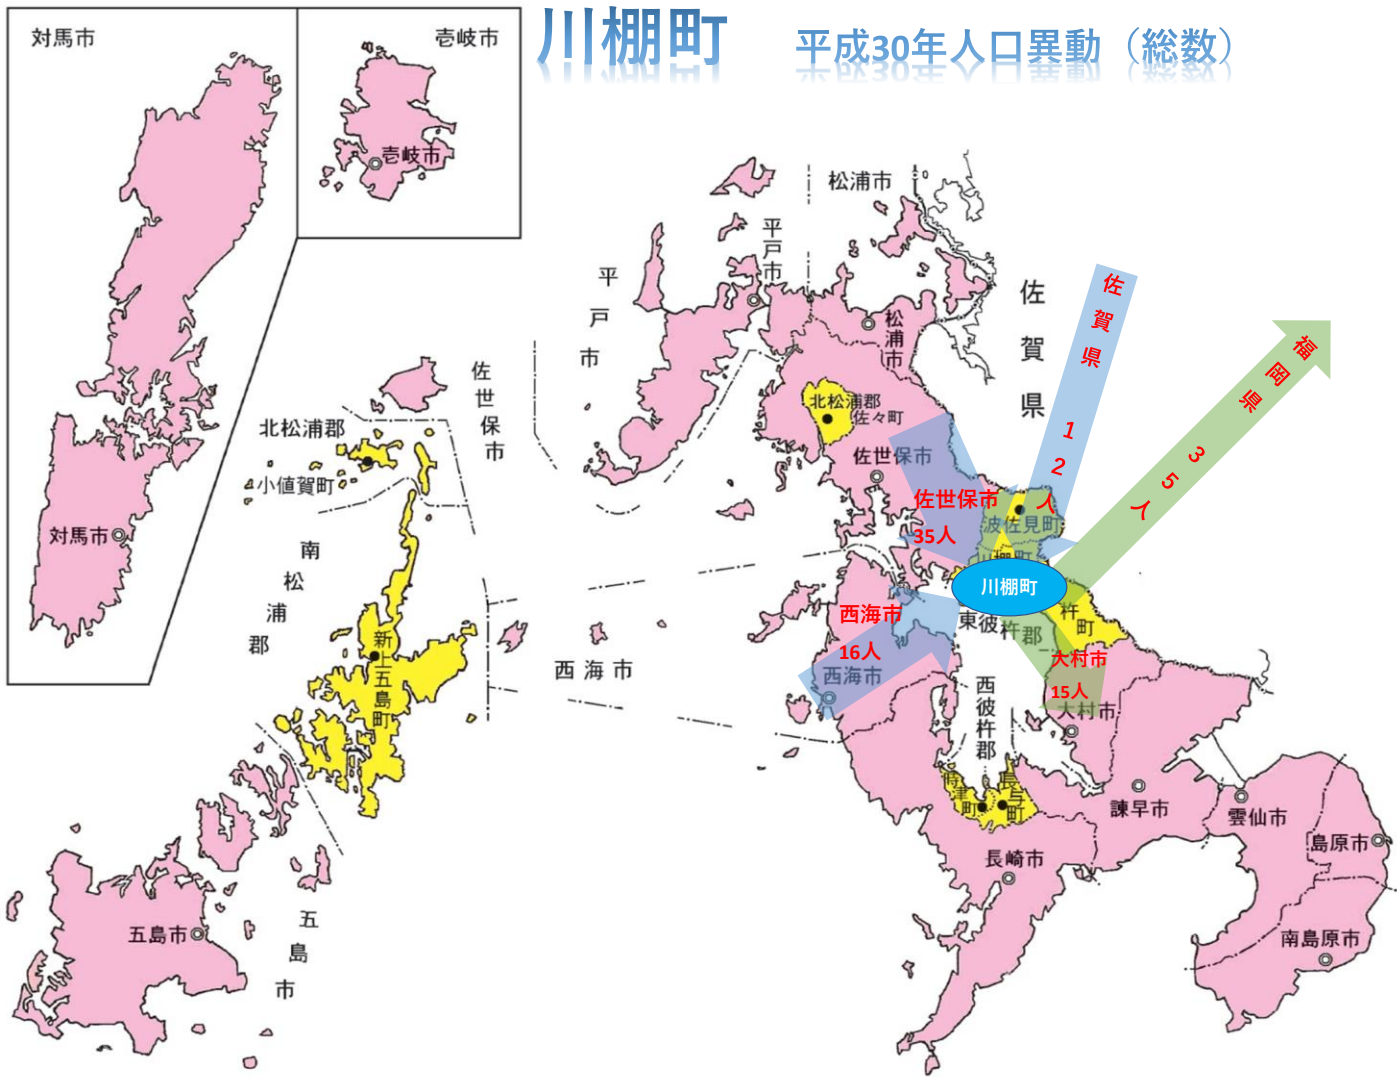 川棚町
平成30年人口異動（総数）
対馬市
壱岐市
壱岐市
対馬市
松浦市
平戸市
平戸市
松浦市
佐賀県
佐賀県
12人
福岡県
35人
北松浦郡
佐々町
佐世保市
佐世保市
35人
波佐見町
川棚町
川棚町
佐世保市
北松浦郡
小値賀町
南松浦郡
新上五島町
西海市
西海市
16人
西海市
東彼杵郡
杵町
大村市
15人
大村市
西彼杵郡
時津町
長与町
諫早市
雲仙市
島原市
南島原市
長崎市
五島市
五島市